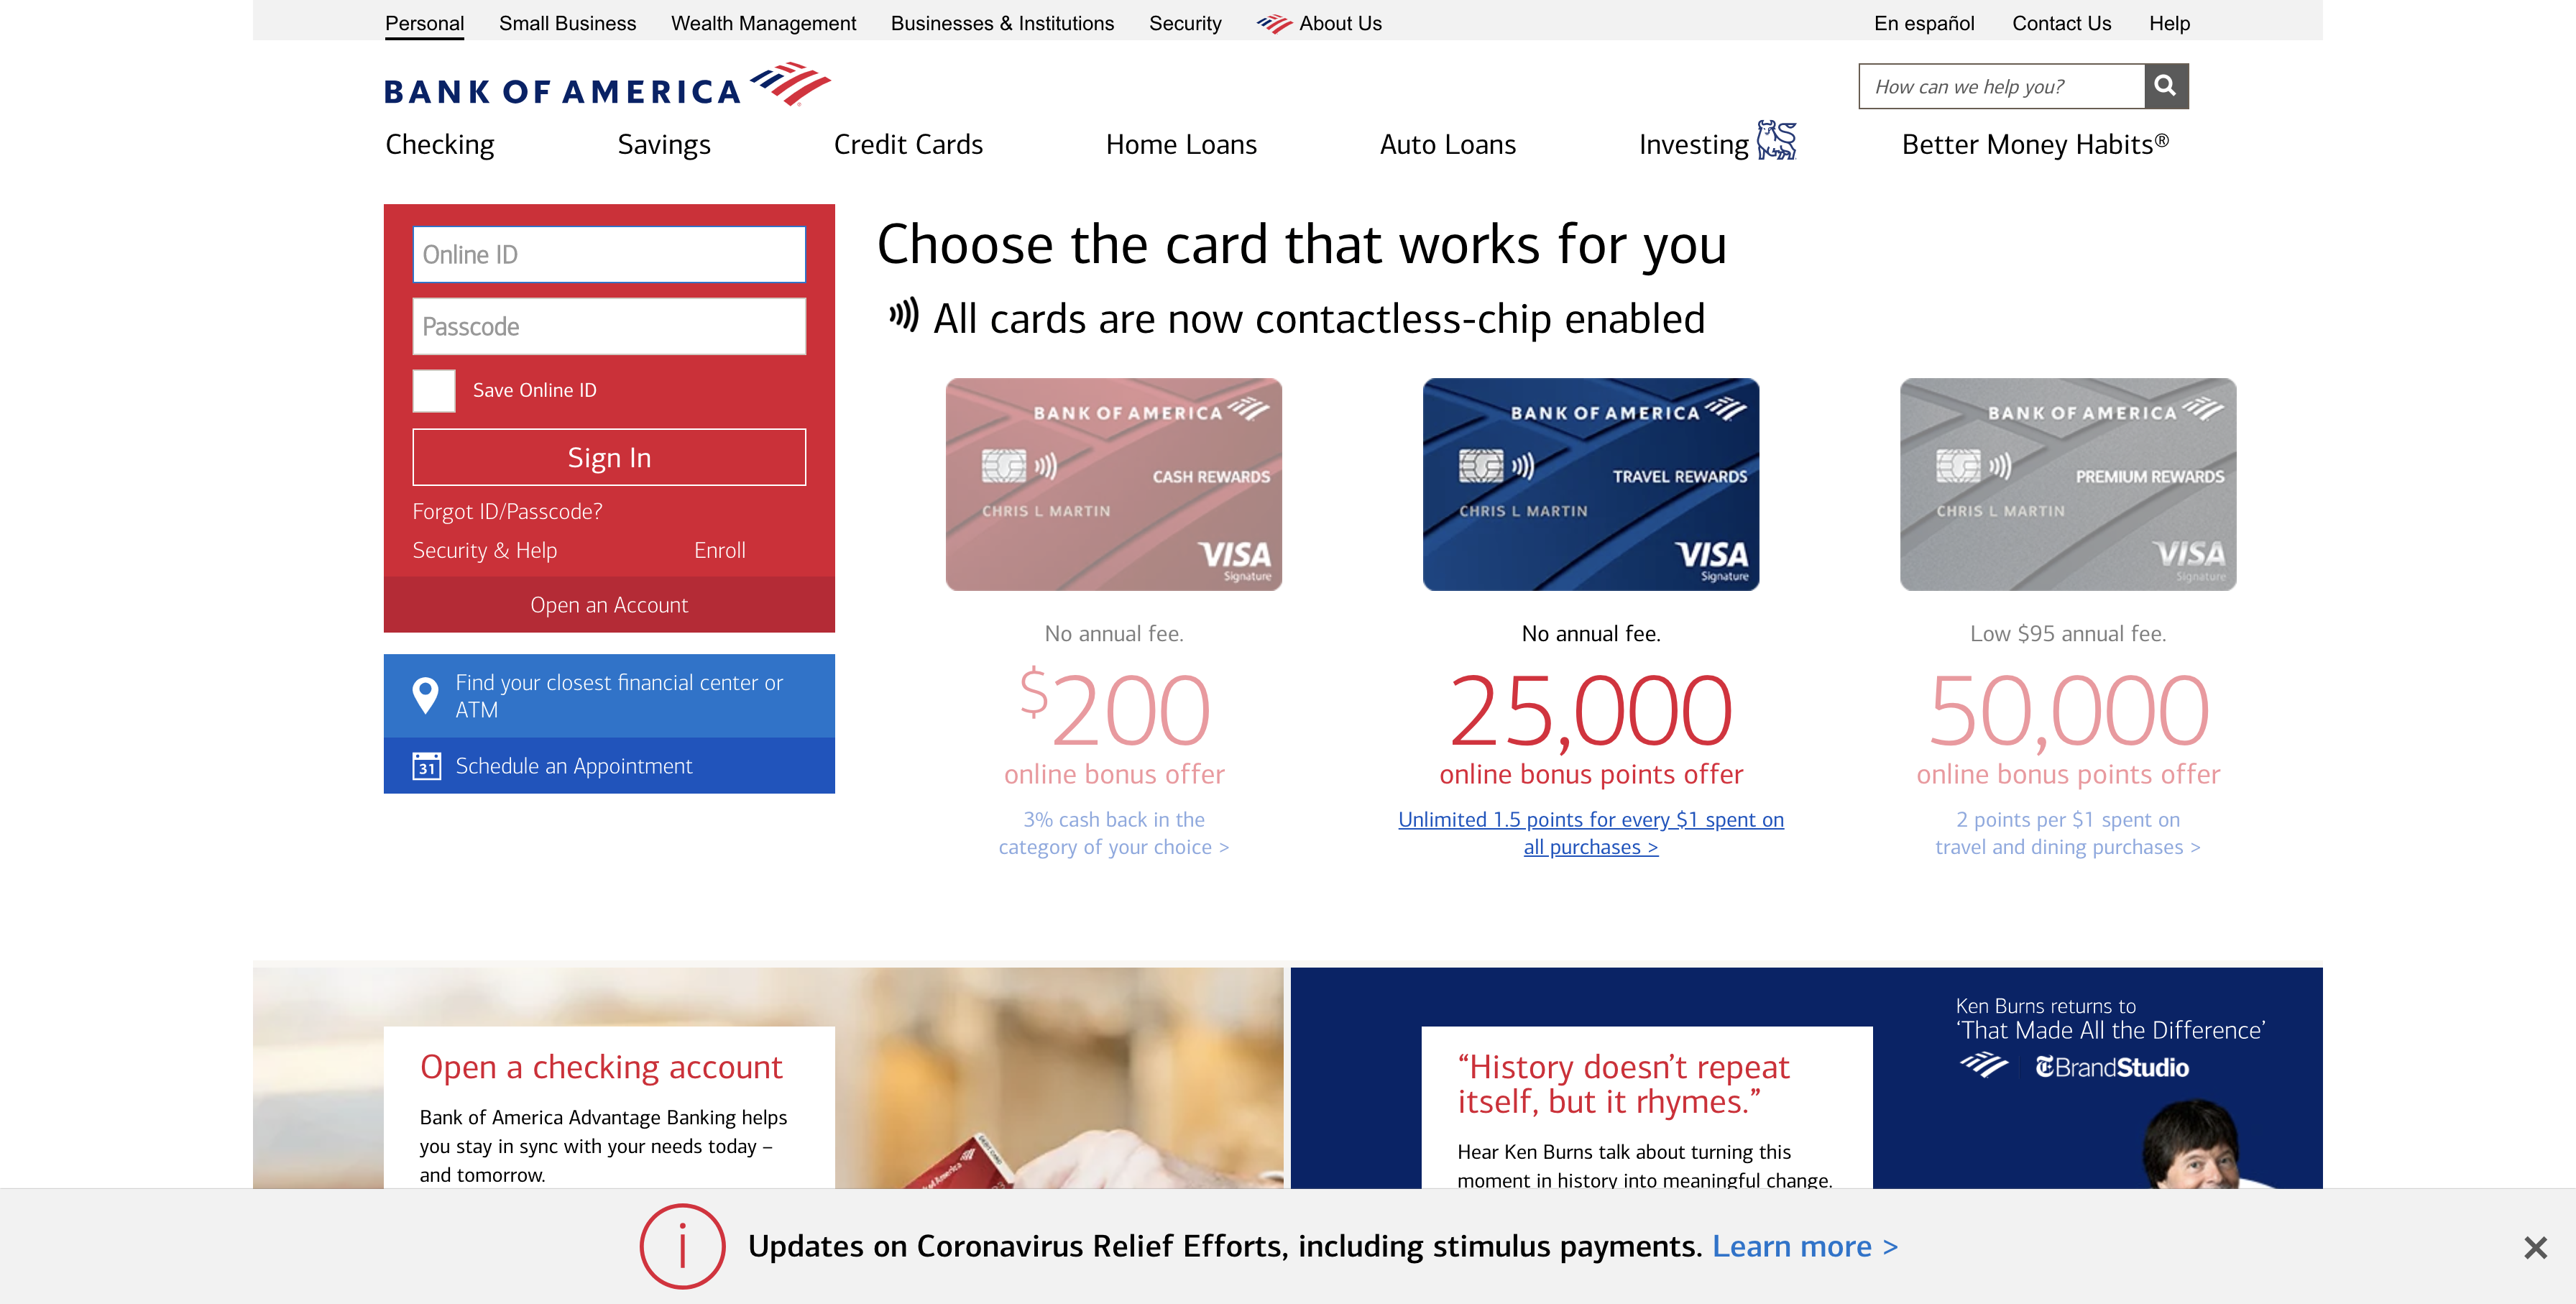 Personal Small Business Wealth Management Businesses & Institutions Security About Us En español Contact Us Help
BANK OF AMERICA
How can we help you?
Checking Savings Credit Cards Home Loans Auto Loans Investing Better Money Habits®
Online ID
Passcode
Save Online ID
Sign In
Forgot ID/Passcode?
Security & Help Enroll
Open an Account
Find your closest financial center or
ATM
31 Schedule an Appointment
Choose the card that works for you
All cards are now contactless-chip enabled
BANK OF AMERICA
CASH REWARDS
CHRIS L MARTIN
VISA
Signature
No annual fee.
$200
online bonus offer
3% cash back in the
category of your choice >
BANK OF AMERICA
TRAVEL REWARDS
CHRIS L MARTIN
VISA
Signature
No annual fee.
25,000
online bonus points offer
Unlimited 1.5 points for every $1 spent on
all purchases >
BANK OF AMERICA
PREMIUM REWARDS
CHRIS L MARTIN
VISA
Signature
Low $95 annual fee.
50,000
online bonus points offer
2 points per $1 spent on
travel and dining purchases >
Open a checking account
Bank of America Advantage Banking helps
you stay in sync with your needs today –
and tomorrow.
“History doesn’t repeat
itself, but it rhymes.”
Hear Ken Burns talk about turning this
moment in history into meaningful change.
Ken Burns returns to
‘That Made All the Difference’
T BrandStudio
Updates on Coronavirus Relief Efforts, including stimulus payments. Learn more >